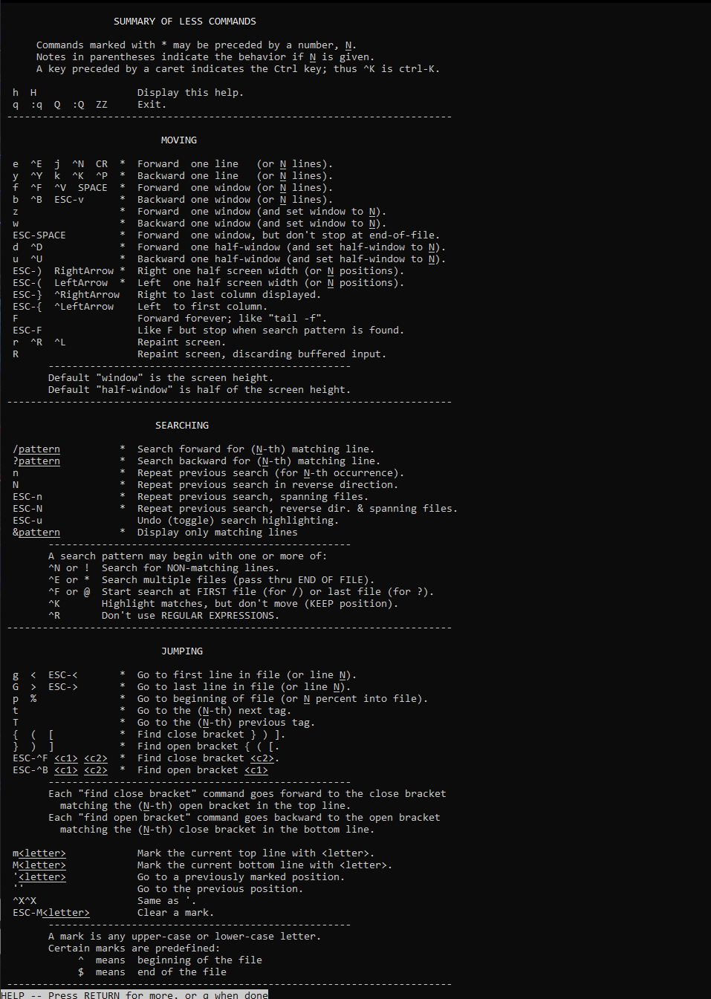 SUMMARY OF LESS COMMANDS
Commands marked with * may be preceded by a number, N.
Notes in parentheses indicate the behavior if N is given.
A key preceded by a caret indicates the Ctrl key; thus ^K is ctrl-K.
h  H                 Display this help.
q  :q  Q  :Q  ZZ     Exit.
---------------------------------------------------------------------------
MOVING
e  ^E  j  ^N  CR  *  Forward  one line   (or N lines).
y  ^Y  k  ^K  ^P  *  Backward one line   (or N lines).
f  ^F  ^V  SPACE  *  Forward  one window (or N lines).
b  ^B  ESC-v      *  Backward one window (or N lines).
z                 *  Forward  one window (and set window to N).
w                 *  Backward one window (and set window to N).
ESC-SPACE         *  Forward  one window, but don't stop at end-of-file.
d  ^D             *  Forward  one half-window (and set half-window to N).
u  ^U             *  Backward one half-window (and set half-window to N).
ESC-)  RightArrow *  Right one half screen width (or N positions).
ESC-(  LeftArrow  *  Left  one half screen width (or N positions).
ESC-}  ^RightArrow   Right to last column displayed.
ESC-{  ^LeftArrow    Left  to first column.
F                    Forward forever; like "tail -f".
ESC-F                Like F but stop when search pattern is found.
r  ^R  ^L            Repaint screen.
R                    Repaint screen, discarding buffered input.
---------------------------------------------------
Default "window" is the screen height.
Default "half-window" is half of the screen height.
---------------------------------------------------------------------------
SEARCHING
/pattern          *  Search forward for (N-th) matching line.
?pattern          *  Search backward for (N-th) matching line.
n                 *  Repeat previous search (for N-th occurrence).
N                 *  Repeat previous search in reverse direction.
ESC-n             *  Repeat previous search, spanning files.
ESC-N             *  Repeat previous search, reverse dir. & spanning files.
ESC-u                Undo (toggle) search highlighting.
&pattern          *  Display only matching lines
---------------------------------------------------
A search pattern may begin with one or more of:
^N or !  Search for NON-matching lines.
^E or *  Search multiple files (pass thru END OF FILE).
^F or @  Start search at FIRST file (for /) or last file (for ?).
^K       Highlight matches, but don't move (KEEP position).
^R       Don't use REGULAR EXPRESSIONS.
---------------------------------------------------------------------------
JUMPING
g  <  ESC-<       *  Go to first line in file (or line N).
G  >  ESC->       *  Go to last line in file (or line N).
p  %              *  Go to beginning of file (or N percent into file).
t                 *  Go to the (N-th) next tag.
T                 *  Go to the (N-th) previous tag.
{  (  [           *  Find close bracket } ) ].
}  )  ]           *  Find open bracket { ( [.
ESC-^F <c1> <c2>  *  Find close bracket <c2>.
ESC-^B <c1> <c2>  *  Find open bracket <c1>
---------------------------------------------------
Each "find close bracket" command goes forward to the close bracket
matching the (N-th) open bracket in the top line.
Each "find open bracket" command goes backward to the open bracket
matching the (N-th) close bracket in the bottom line.
m<letter>            Mark the current top line with <letter>.
M<letter>            Mark the current bottom line with <letter>.
'<letter>            Go to a previously marked position.
''                   Go to the previous position.
^X^X                 Same as '.
ESC-M<letter>        Clear a mark.
---------------------------------------------------
A mark is any upper-case or lower-case letter.
Certain marks are predefined:
^  means  beginning of the file
$  means  end of the file
---------------------------------------------------------------------------
HELP -- Press RETURN for more, or q when done